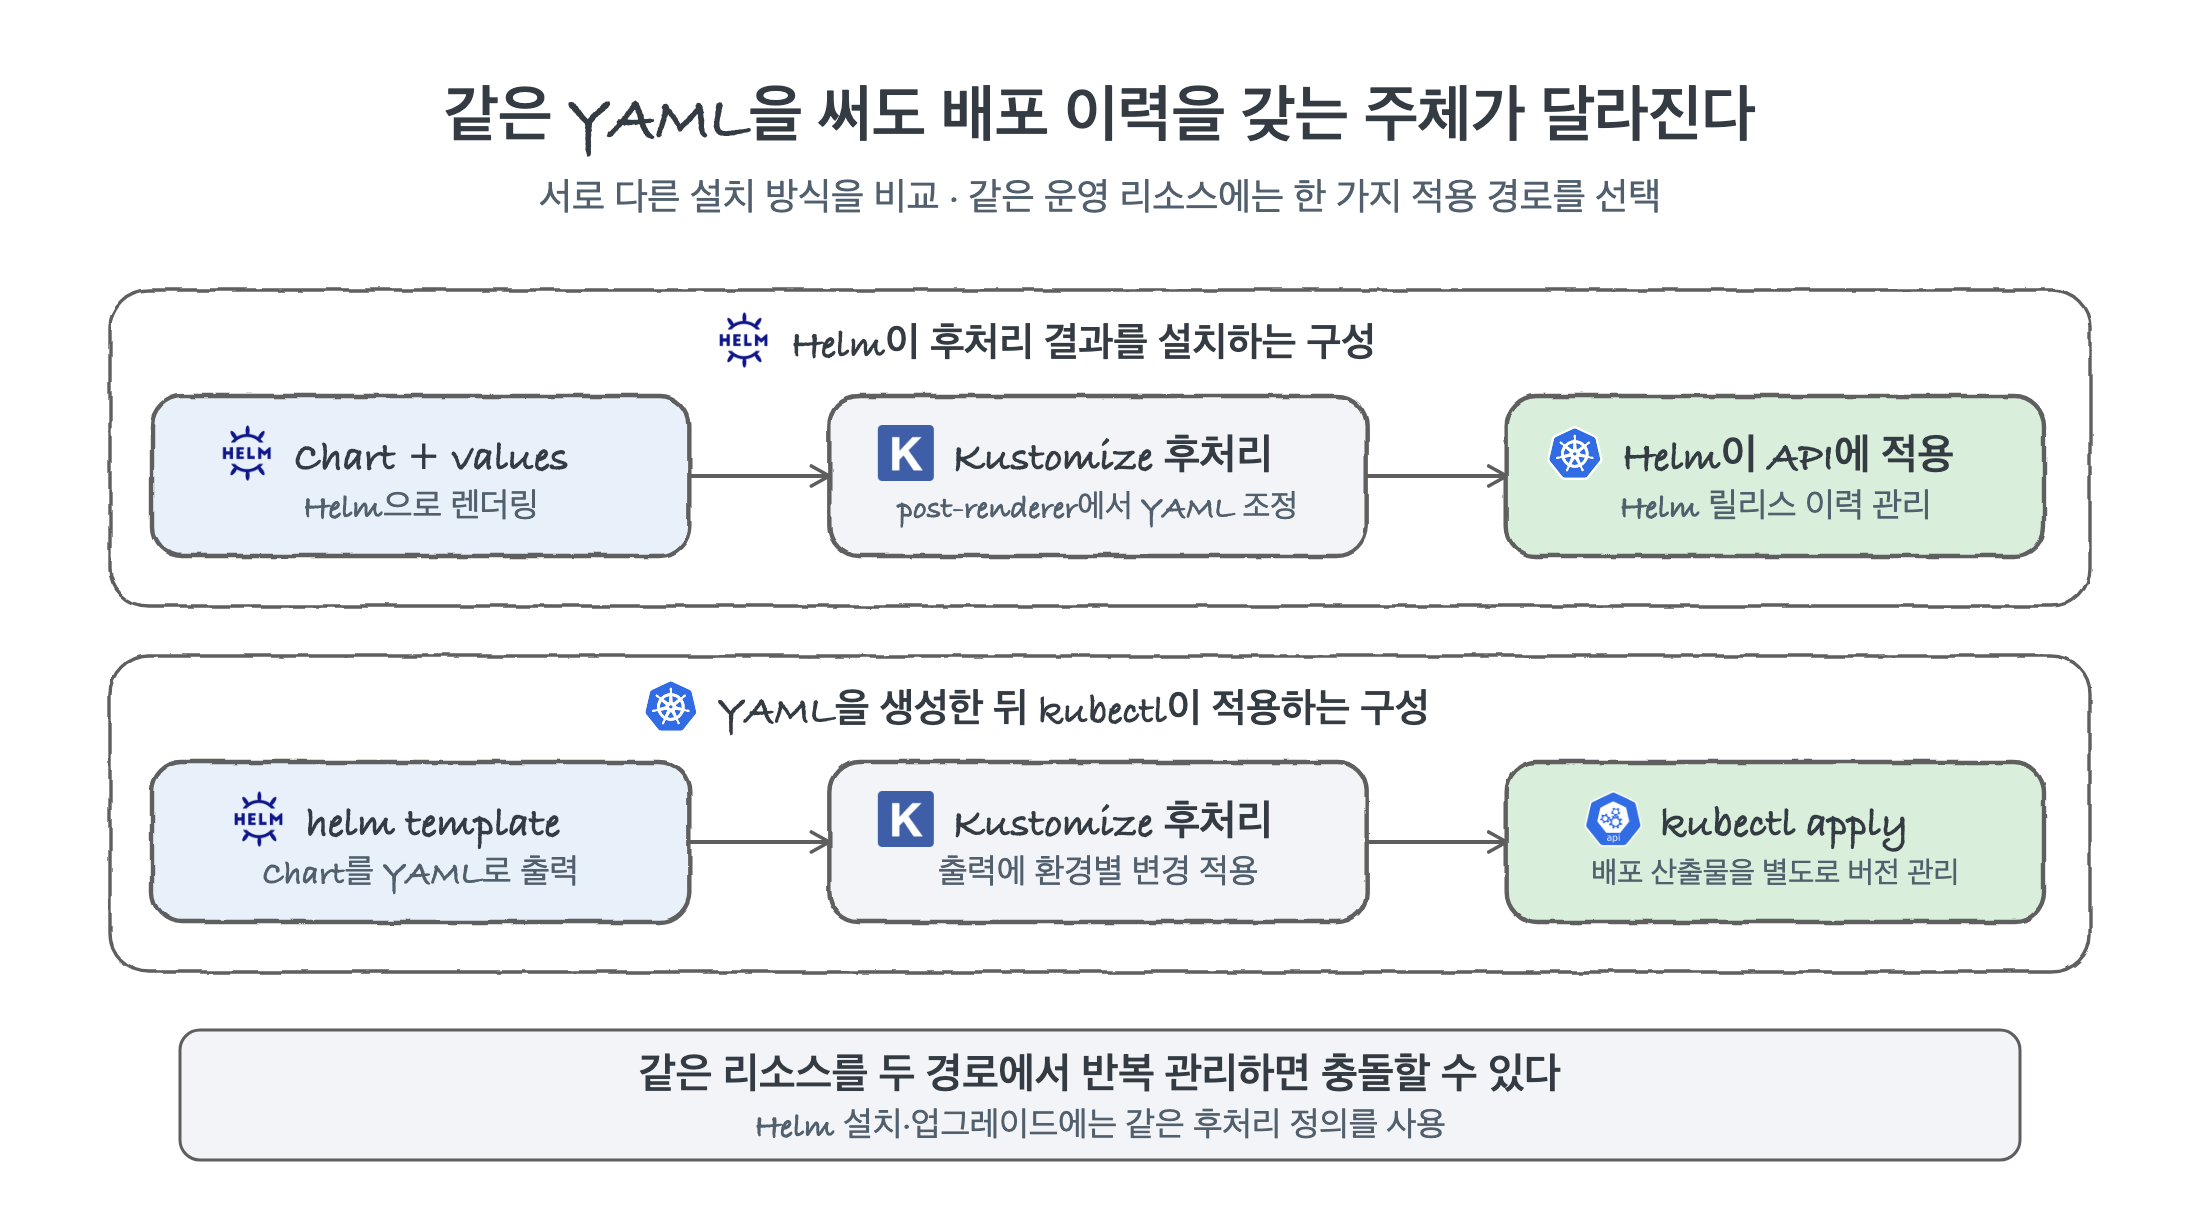 같은 YAML을 써도 배포 이력을 갖는 주체가 달라진다
서로 다른 설치 방식을 비교 · 같은 운영 리소스에는 한 가지 적용 경로를 선택
HELM Helm이 후처리 결과를 설치하는 구성
HELM Chart + values
Helm으로 렌더링
K Kustomize 후처리
post-renderer에서 YAML 조정
Helm이 API에 적용
Helm 릴리스 이력 관리
YAML을 생성한 뒤 kubectl이 적용하는 구성
HELM helm template
Chart를 YAML로 출력
K Kustomize 후처리
출력에 환경별 변경 적용
api kubectl apply
배포 산출물을 별도로 버전 관리
같은 리소스를 두 경로에서 반복 관리하면 충돌할 수 있다
Helm 설치·업그레이드에는 같은 후처리 정의를 사용